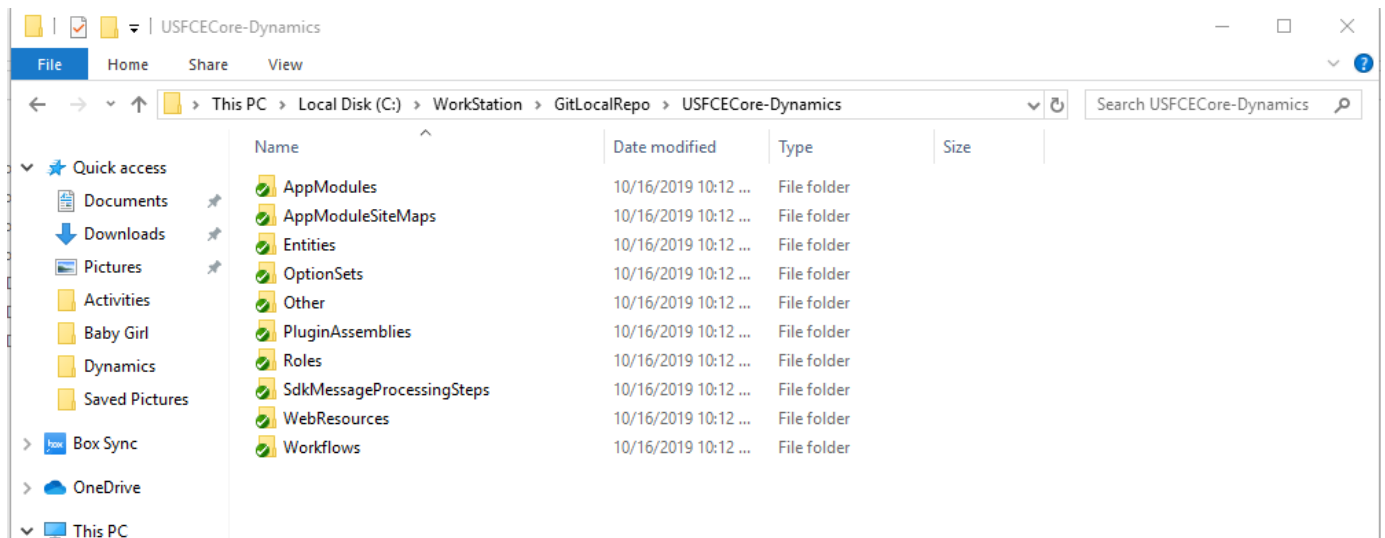 USFCECore-Dynamics
File Home Share View
This PC > Local Disk (C:) > WorkStation > GitLocalRepo > USFCECore-Dynamics Search USFCECore-Dynamics
Name Date modified Type Size
Quick access
Documents
Downloads
Pictures
Activities
Baby Girl
Dynamics
Saved Pictures
box Box Sync
OneDrive
This PC
AppModules 10/16/2019 10:12 ... File folder
AppModuleSiteMaps 10/16/2019 10:12 ... File folder
Entities 10/16/2019 10:12 ... File folder
OptionSets 10/16/2019 10:12 ... File folder
Other 10/16/2019 10:12 ... File folder
PluginAssemblies 10/16/2019 10:12 ... File folder
Roles 10/16/2019 10:12 ... File folder
SdkMessageProcessingSteps 10/16/2019 10:12 ... File folder
WebResources 10/16/2019 10:12 ... File folder
Workflows 10/16/2019 10:12 ... File folder